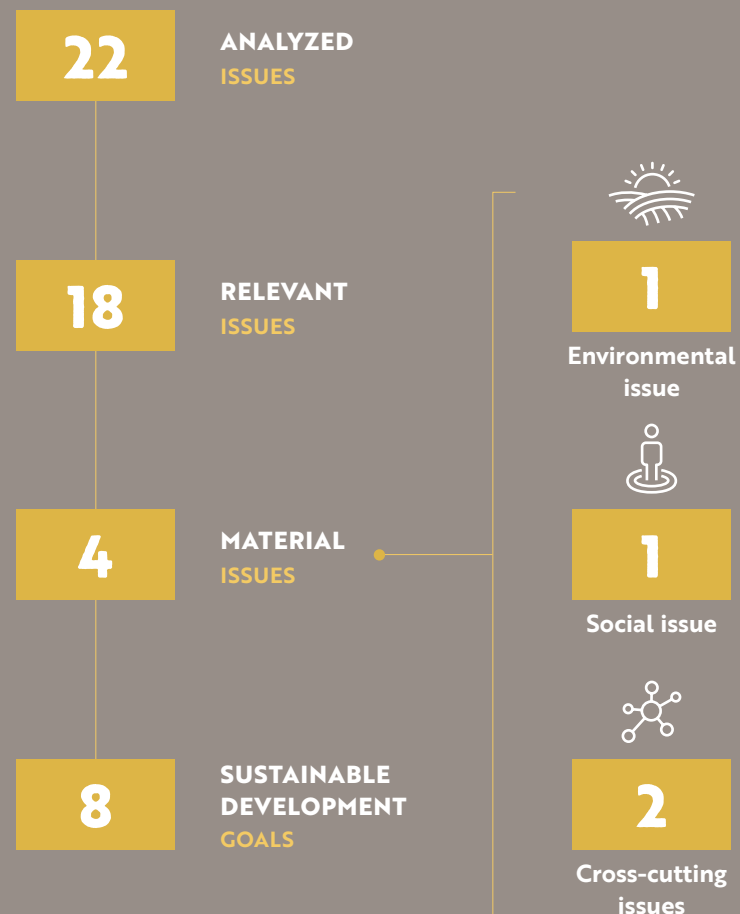 22
ANALYZED
ISSUES
18
RELEVANT
ISSUES
4
MATERIAL
ISSUES
8
SUSTAINABLE
DEVELOPMENT
GOALS
1
Environmental
issue
1
Social issue
2
Cross-cutting
issues